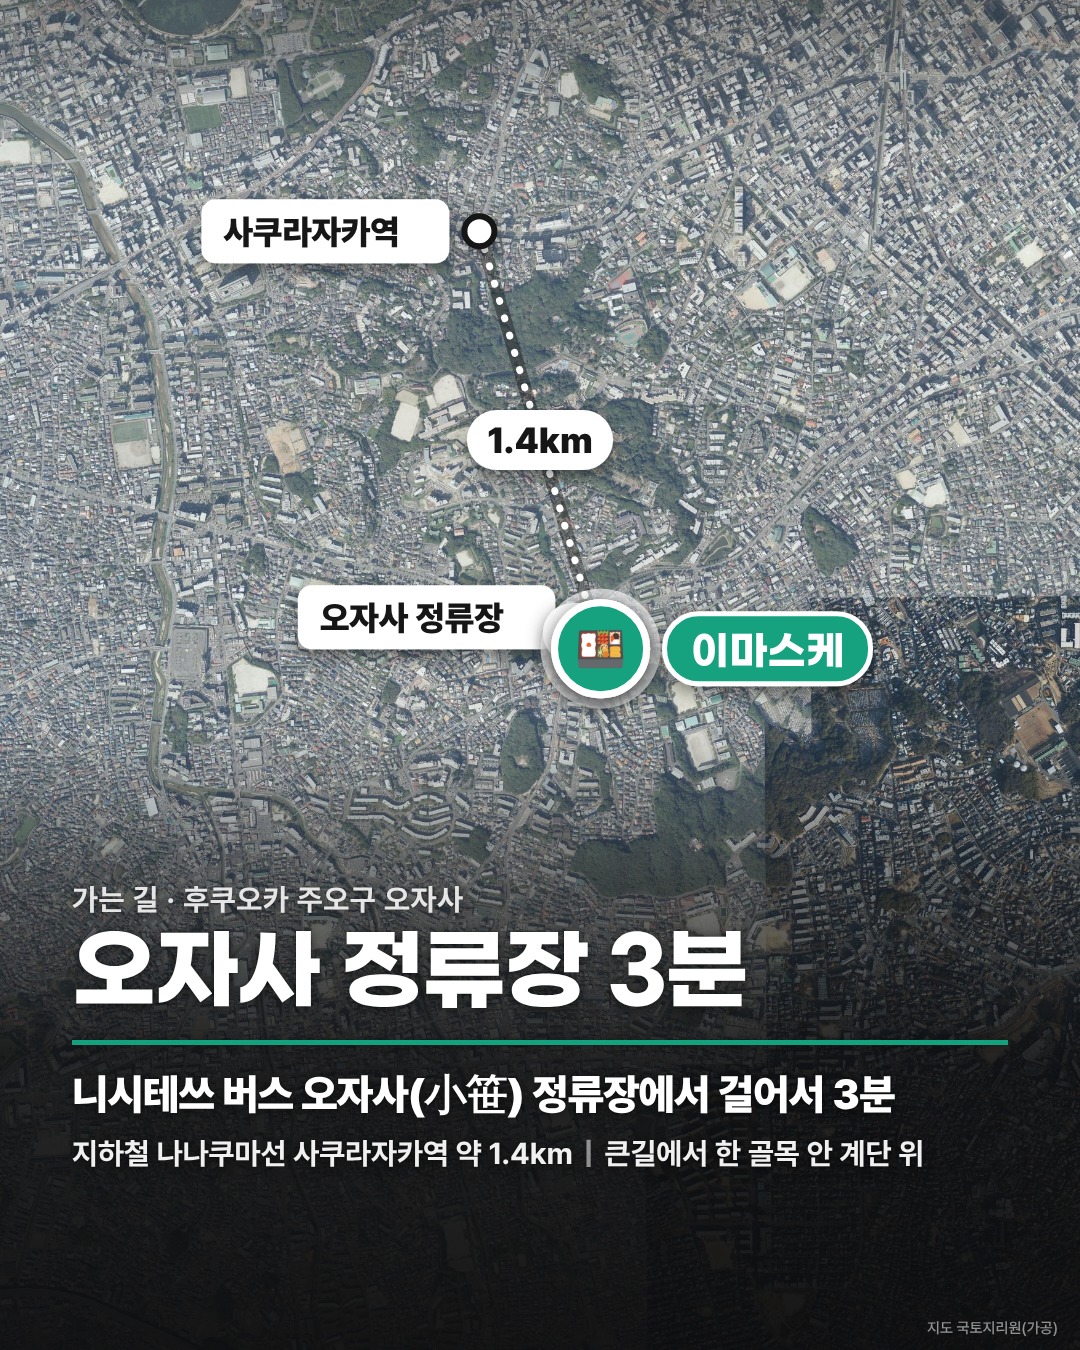 사쿠라자카역
1.4km
오자사 정류장
이마스케
가는 길 · 후쿠오카 주오구 오자사
오자사 정류장 3분
니시테쓰 버스 오자사(小笹) 정류장에서 걸어서 3분
지하철 나나쿠마선 사쿠라자카역 약 1.4km | 큰길에서 한 골목 안 계단 위
지도 국토지리원(가공)